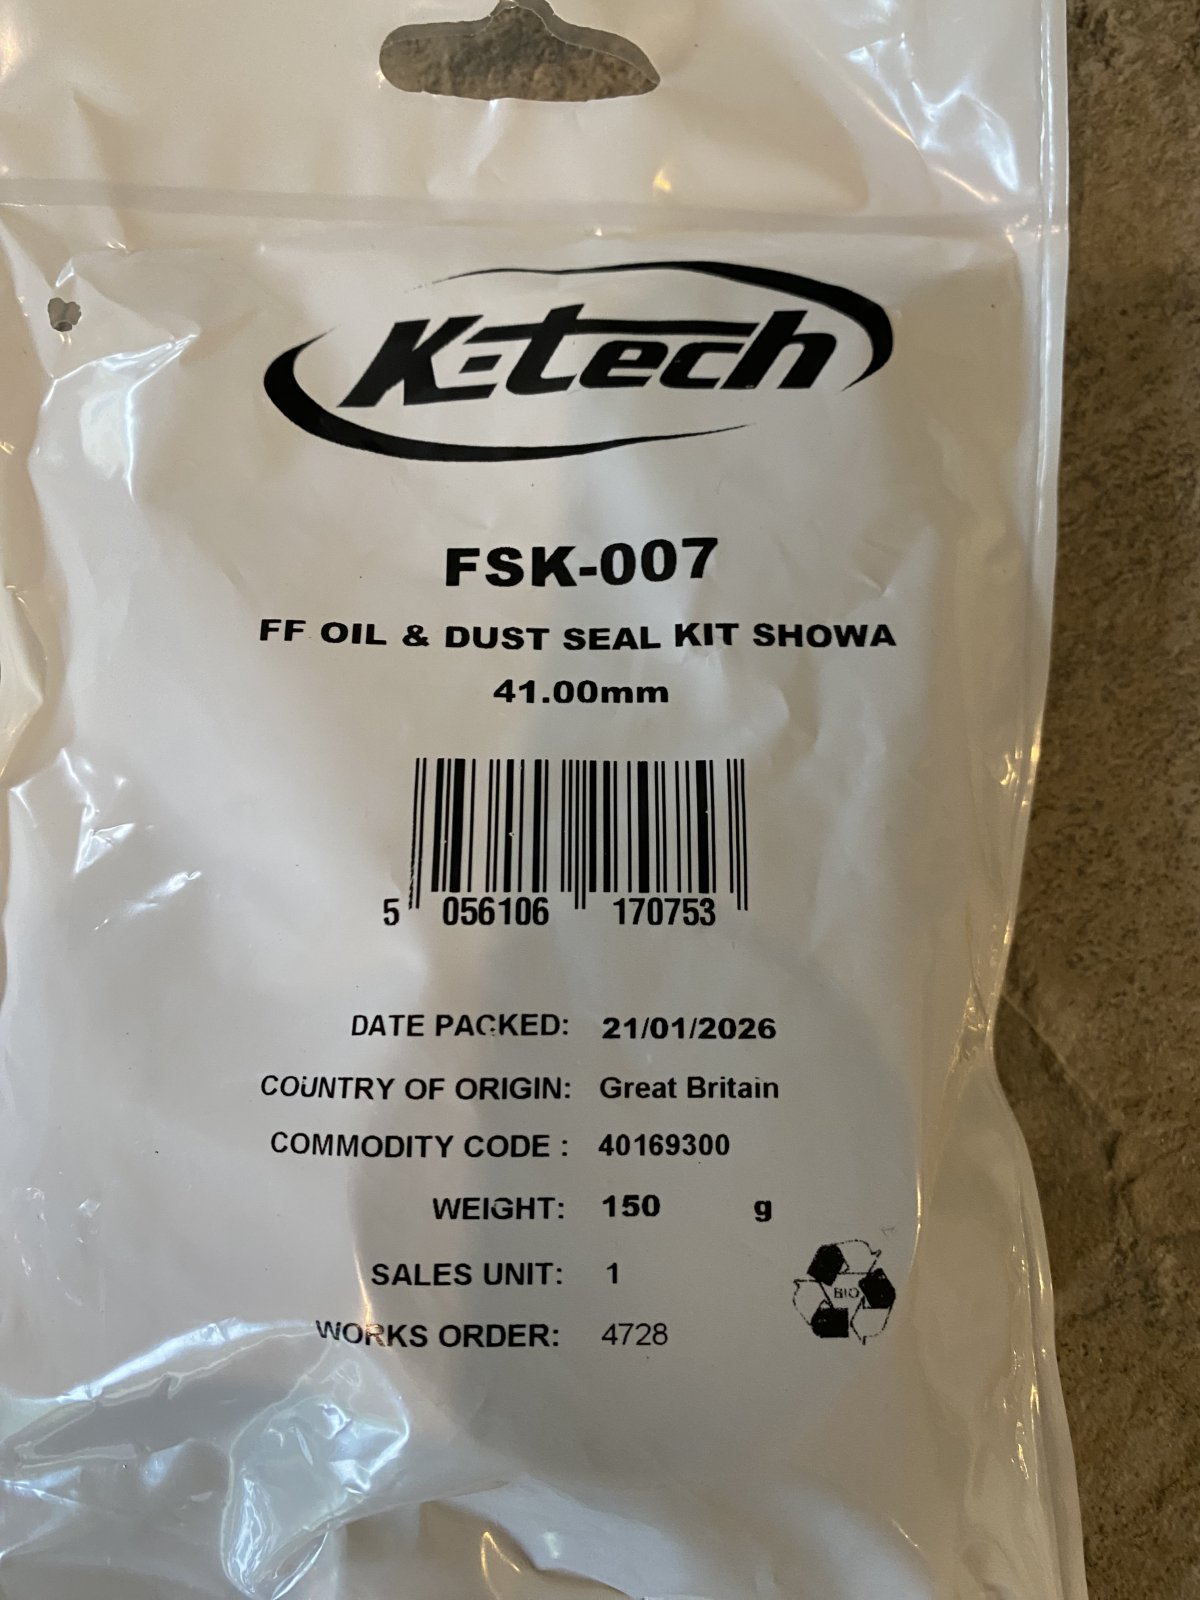 K-tech
FSK-007
FF OIL & DUST SEAL KIT SHOWA
41.00mm
5 056106 170753
DATE PACKED: 21/01/2026
COUNTRY OF ORIGIN: Great Britain
COMMODITY CODE : 40169300
WEIGHT: 150 g
SALES UNIT: 1
WORKS ORDER: 4728
BIO